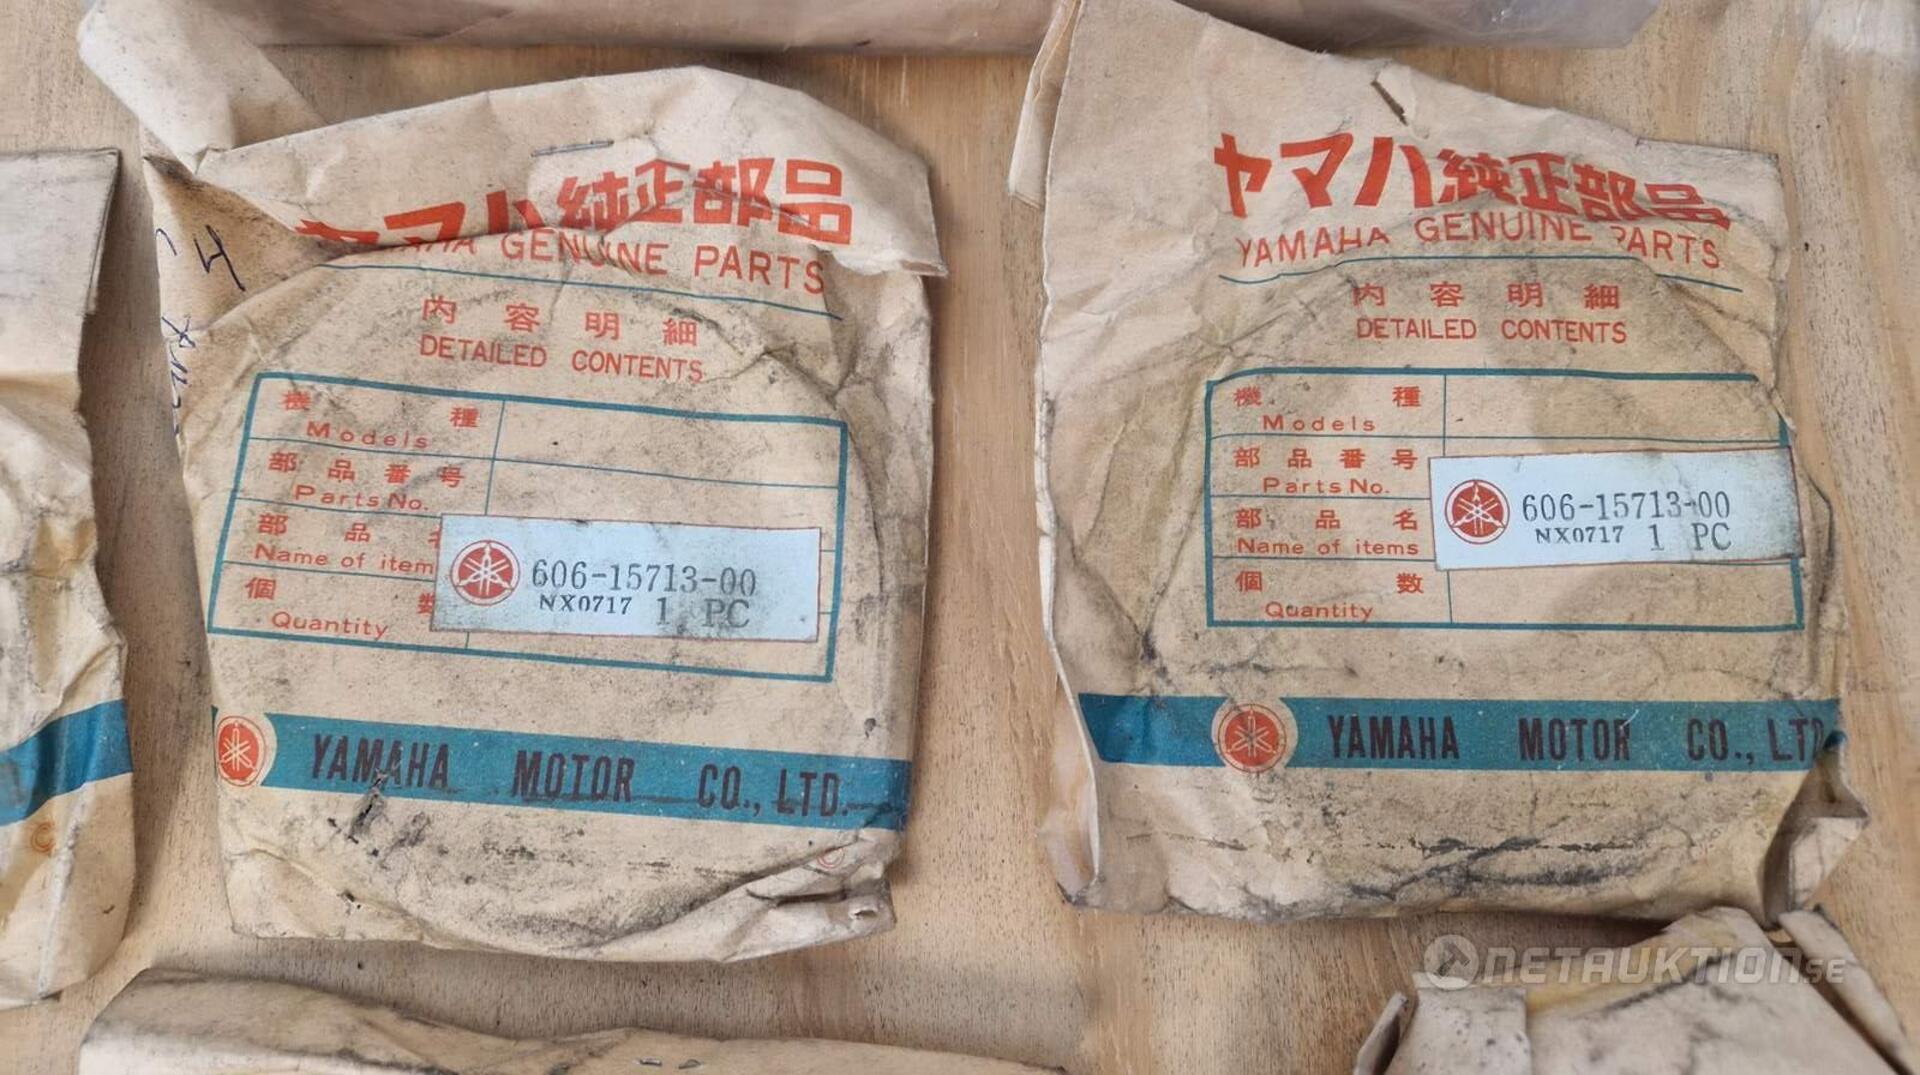 ヤマハ純正部品
GENUINE PARTS
内容明細
DETAILED CONTENTS
機種
Models
部品番号
Parts No.
部品
Name of item
個数
Quantity
606-15713-00
NX0717 1 PC
YAMAHA MOTOR CO., LTD.
ヤマハ純正部品
YAMAHA GENUINE PARTS
内容明細
DETAILED CONTENTS
機種
Models
部品番号
Parts No.
部品名
Name of items
個数
Quantity
606-15713-00
NX0717 1 PC
YAMAHA MOTOR CO., LTD
NETAUKTION.SE